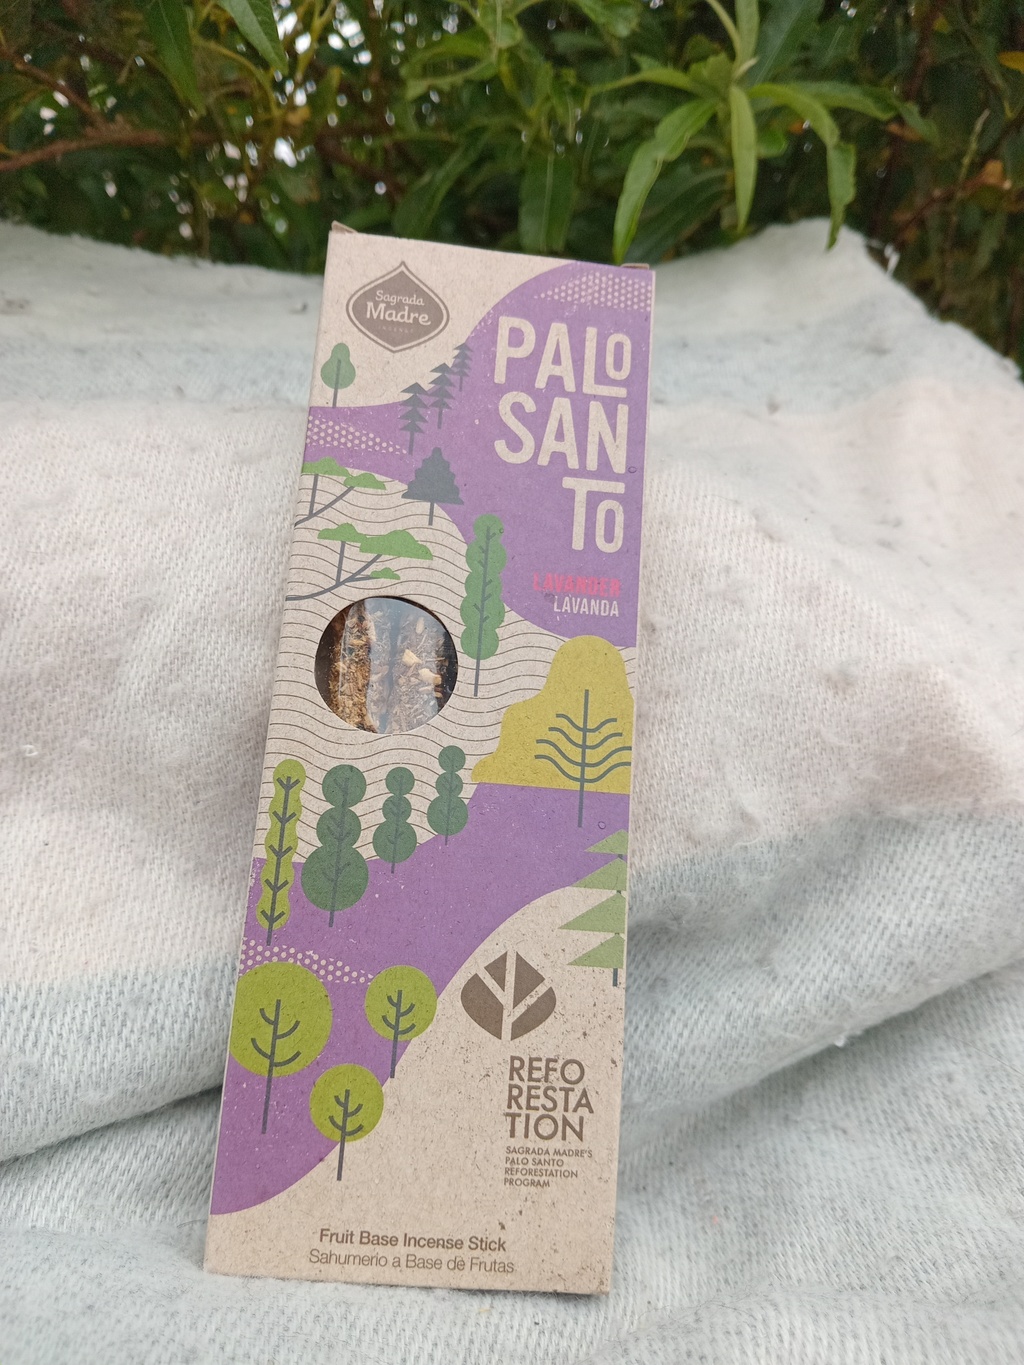 Sagrada
Madre
PALO
SAN
TO
LAVANDER
LAVANDA
REFO
RESTA
TION
SAGRADA MADRE'S
PALO SANTO
REFORESTATION
PROGRAM
Fruit Base Incense Stick
Sahumerio a Base de Frutas